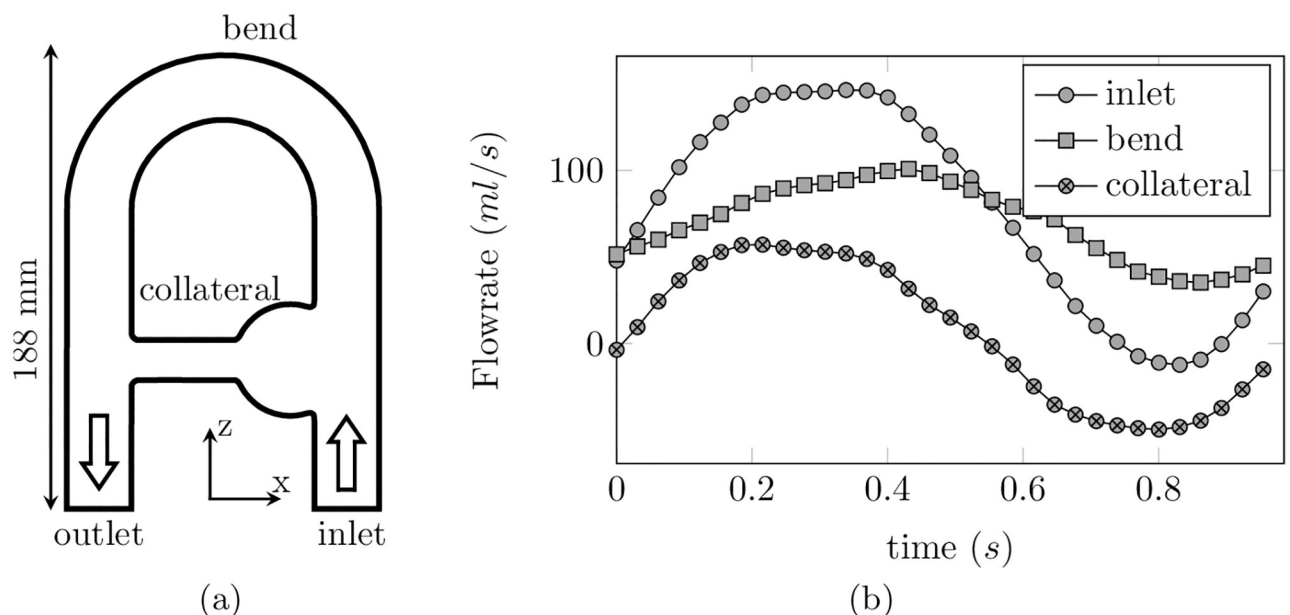 bend
188 mm
collateral
z
x
outlet
inlet
(a)
Flowrate (ml/s)
100
0
inlet
bend
collateral
0
0.2
0.4
0.6
0.8
time (s)
(b)